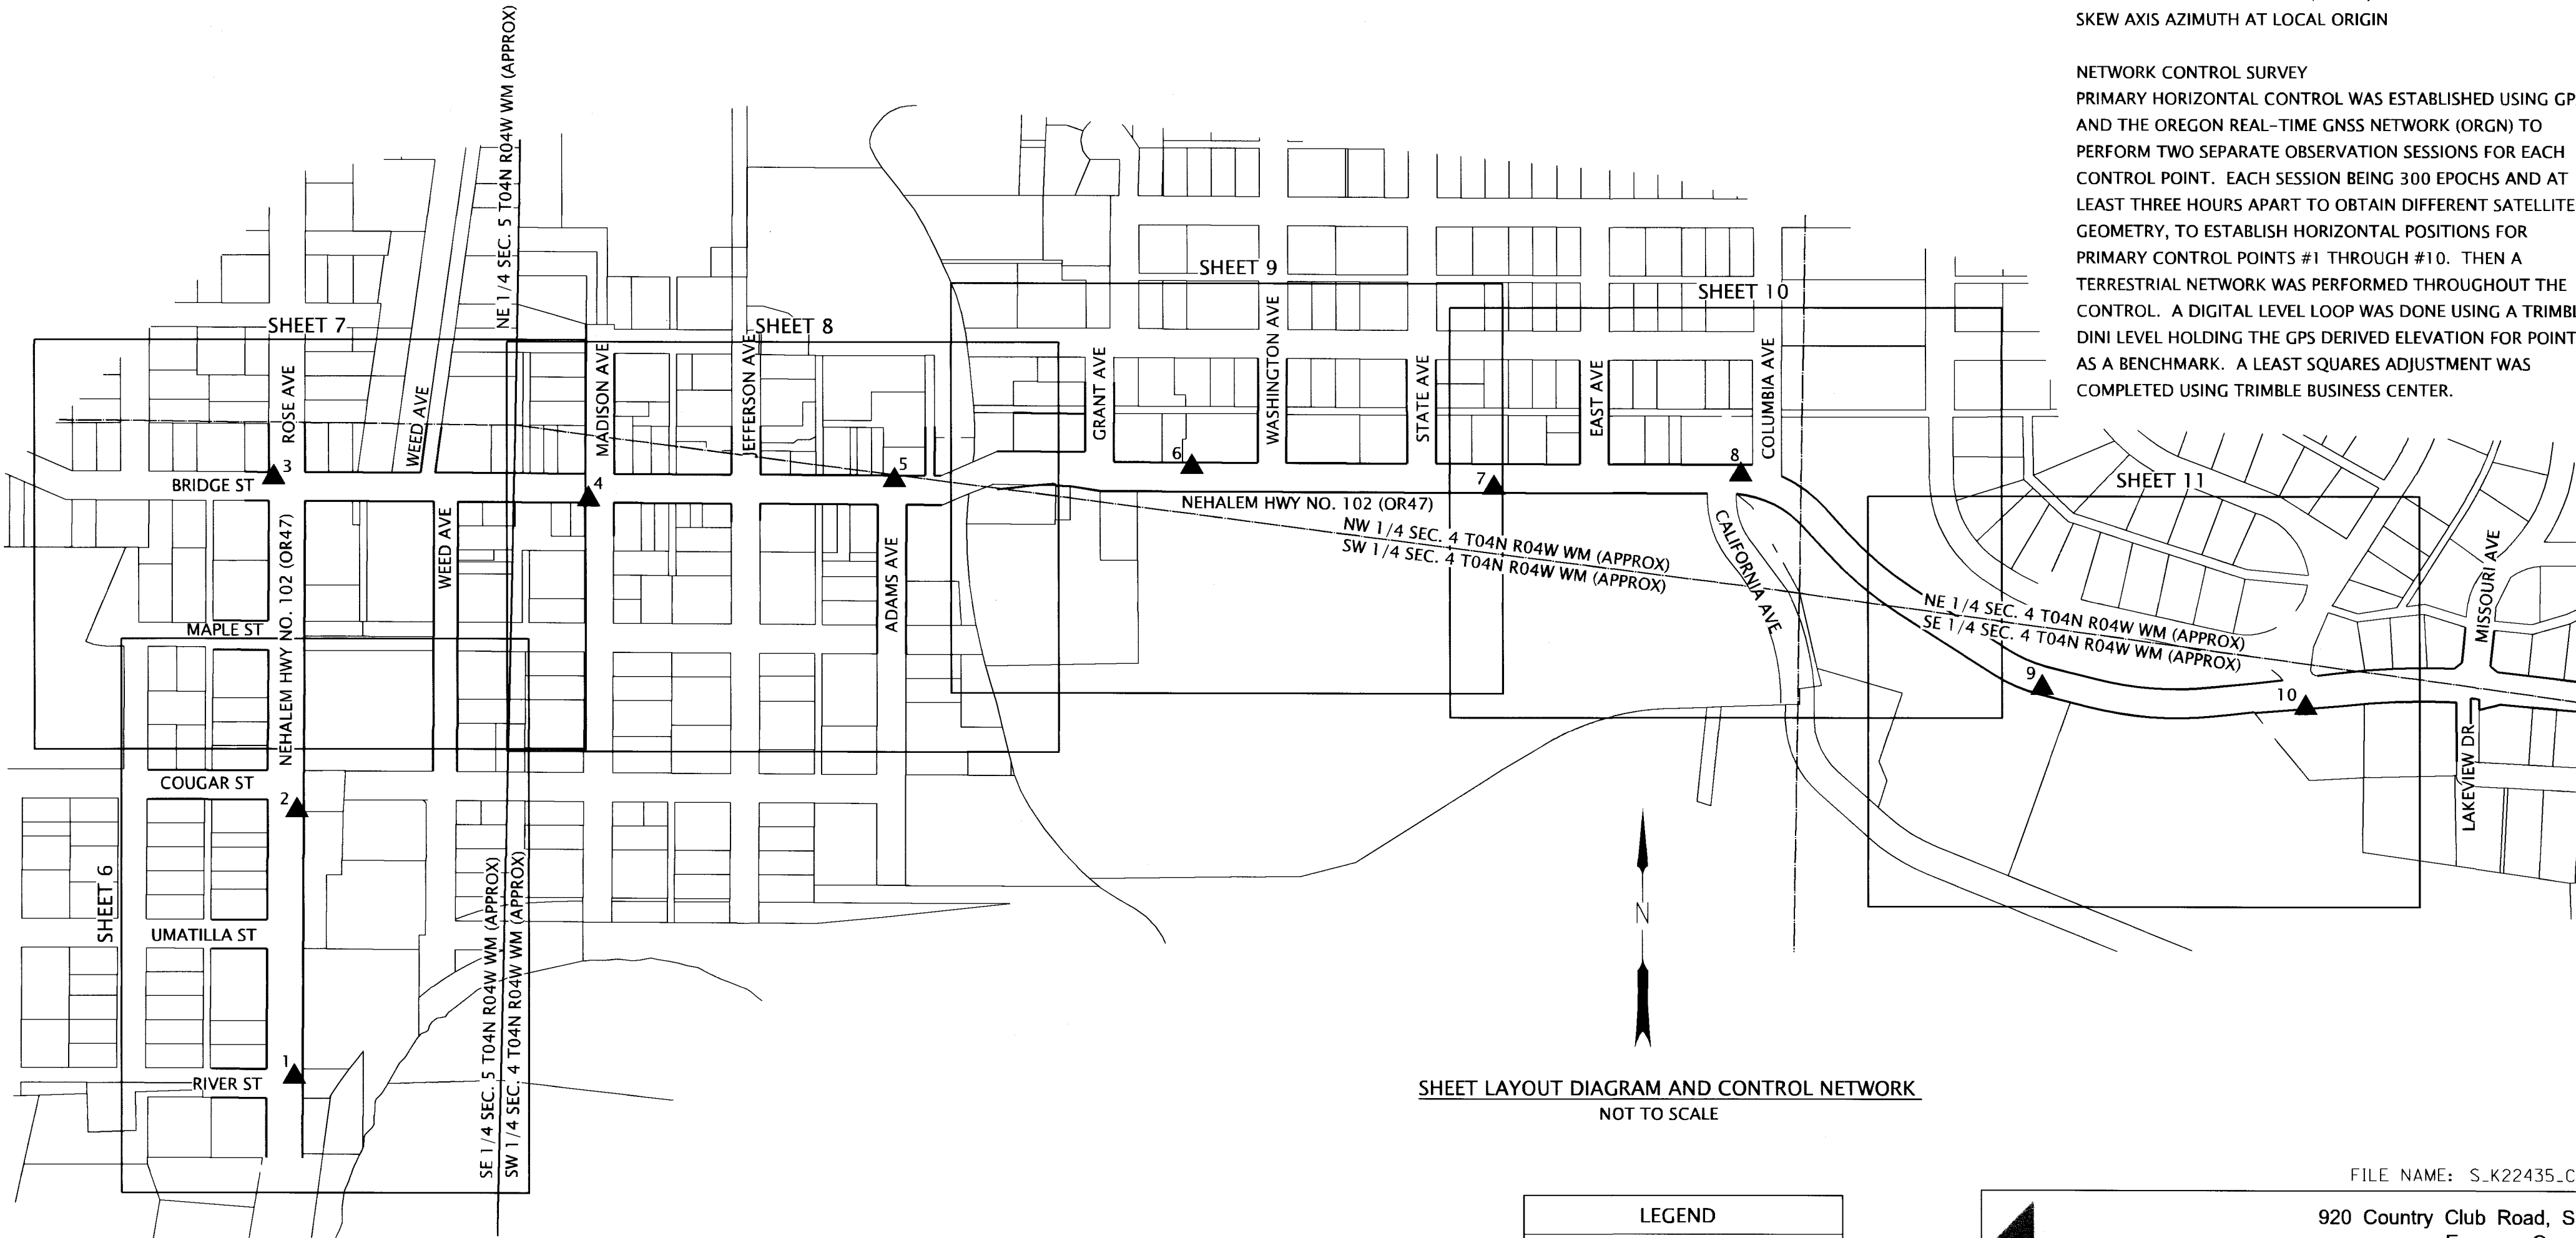 SKEW AXIS AZIMUTH AT LOCAL ORIGIN
NETWORK CONTROL SURVEY
PRIMARY HORIZONTAL CONTROL WAS ESTABLISHED USING GP
AND THE OREGON REAL-TIME GNSS NETWORK (ORGN) TO
PERFORM TWO SEPARATE OBSERVATION SESSIONS FOR EACH
CONTROL POINT. EACH SESSION BEING 300 EPOCHS AND AT
LEAST THREE HOURS APART TO OBTAIN DIFFERENT SATELLITE
GEOMETRY, TO ESTABLISH HORIZONTAL POSITIONS FOR
PRIMARY CONTROL POINTS #1 THROUGH #10. THEN A
TERRESTRIAL NETWORK WAS PERFORMED THROUGHOUT THE
CONTROL. A DIGITAL LEVEL LOOP WAS DONE USING A TRIMBL
DINI LEVEL HOLDING THE GPS DERIVED ELEVATION FOR POINT
AS A BENCHMARK. A LEAST SQUARES ADJUSTMENT WAS
COMPLETED USING TRIMBLE BUSINESS CENTER.
NE 1/4 SEC. 5 T04N R04W WM (APPROX)
SHEET 7
SHEET 8
SHEET 9
SHEET 10
SHEET 11
ROSE AVE
WEED AVE
MADISON AVE
JEFFERSON AVE
GRANT AVE
WASHINGTON AVE
STATE AVE
EAST AVE
COLUMBIA AVE
3
4
5
6
7
8
BRIDGE ST
NEHALEM HWY NO. 102 (OR47)
NW 1/4 SEC. 4 T04N R04W WM (APPROX)
SW 1/4 SEC. 4 T04N R04W WM (APPROX)
NEHALEM HWY NO. 102 (OR47)
WEED AVE
ADAMS AVE
CALIFORNIA AVE
NE 1/4 SEC. 4 T04N R04W WM (APPROX)
SE 1/4 SEC. 4 T04N R04W WM (APPROX)
MISSOURI AVE
9
10
LAKEVIEW DR
MAPLE ST
COUGAR ST
2
SHEET 6
UMATILLA ST
1
RIVER ST
SE 1/4 SEC. 5 T04N R04W WM (APPROX)
SW 1/4 SEC. 4 T04N R04W WM (APPROX)
N
SHEET LAYOUT DIAGRAM AND CONTROL NETWORK
NOT TO SCALE
LEGEND
FILE NAME: S_K22435_C
920 Country Club Road, S